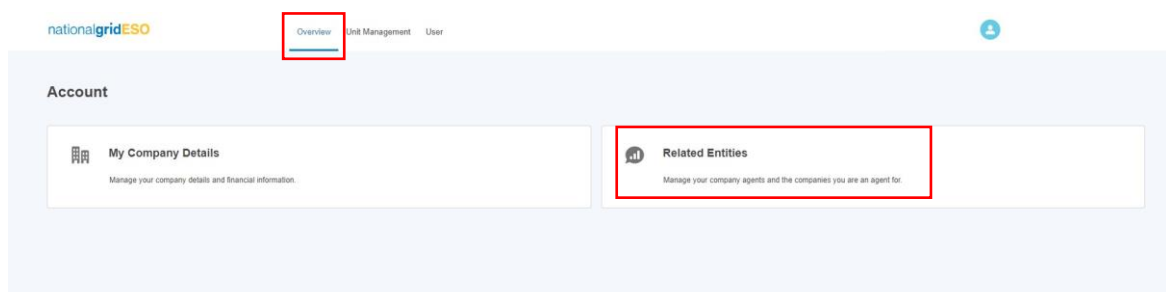 nationalgridESO
Overview Unit Management User
Account
My Company Details
Manage your company details and financial information.
Related Entities
Manage your company agents and the companies you are an agent for.